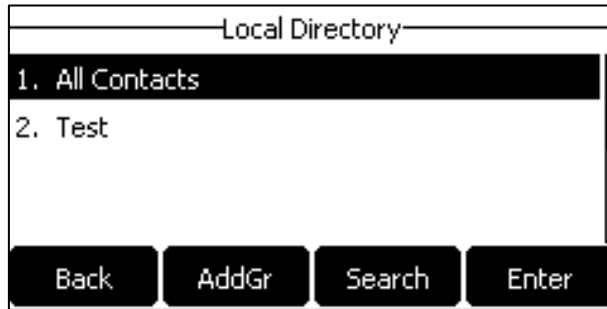 Local Directory
1. All Contacts
2. Test
Back AddGr Search Enter